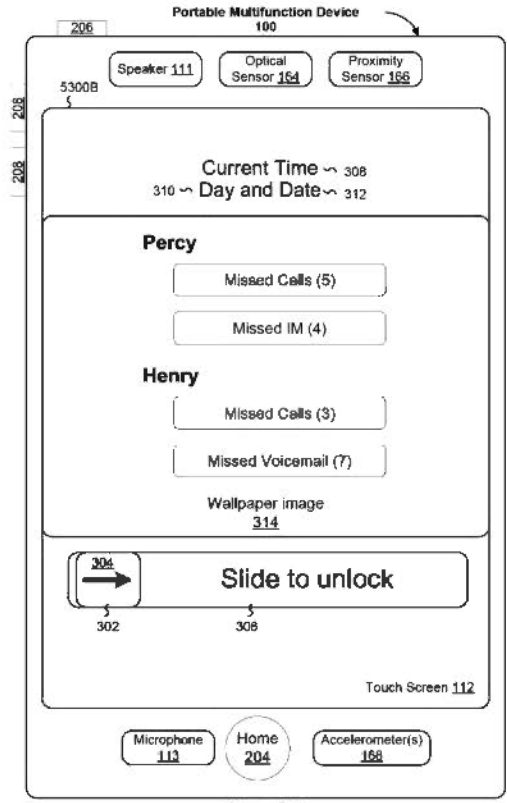 Portable Multifunction Device
100
206
Speaker 111
Optical
Sensor 164
Proximity
Sensor 166
5300B
208
208
Current Time 308
310 Day and Date 312
Percy
Missed Calls (5)
Missed IM (4)
Henry
Missed Calls (3)
Missed Voicemail (7)
Wallpaper image
314
304
Slide to unlock
302
306
Touch Screen 112
Microphone
113
Home
204
Accelerometer(s)
168